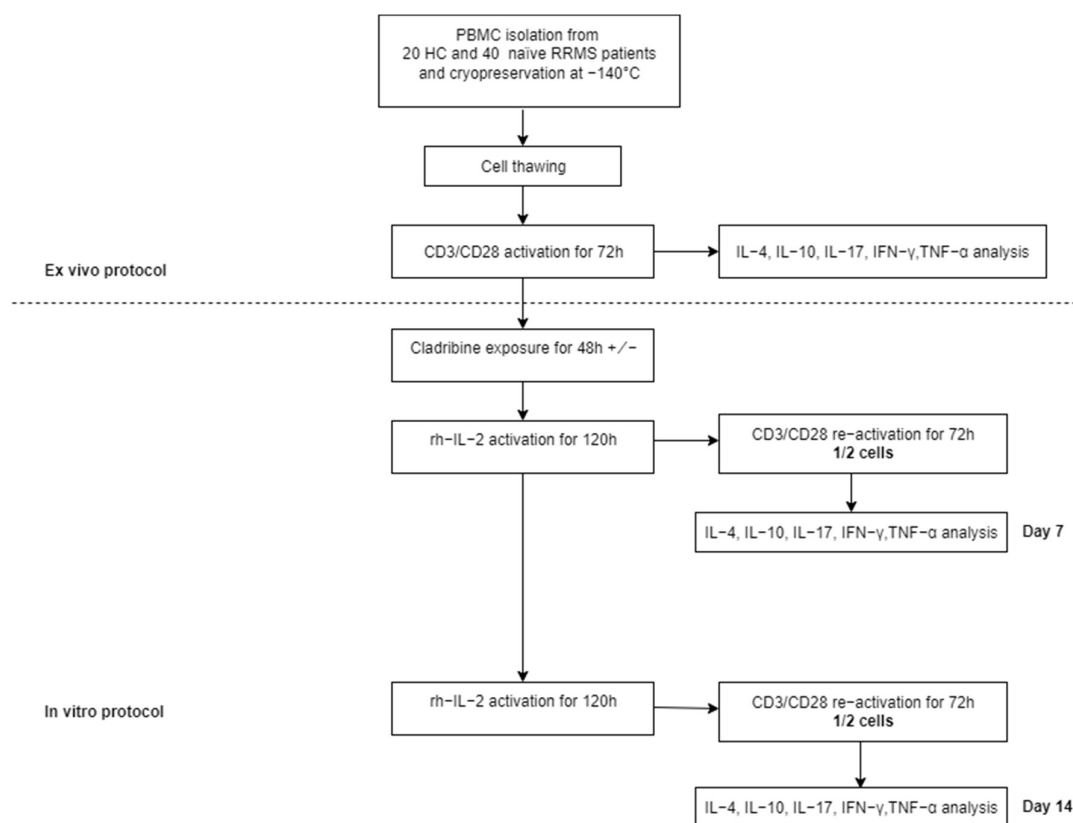 PBMC isolation from
20 HC and 40 naïve RRMS patients
and cryopreservation at −140°C
Cell thawing
CD3/CD28 activation for 72h
IL−4, IL−10, IL−17, IFN−γ,TNF−α analysis
Ex vivo protocol
Cladribine exposure for 48h +/−
rh−IL−2 activation for 120h
CD3/CD28 re−activation for 72h
1/2 cells
IL−4, IL−10, IL−17, IFN−γ,TNF−α analysis
Day 7
rh−IL−2 activation for 120h
CD3/CD28 re−activation for 72h
1/2 cells
In vitro protocol
IL−4, IL−10, IL−17, IFN−γ,TNF−α analysis
Day 14